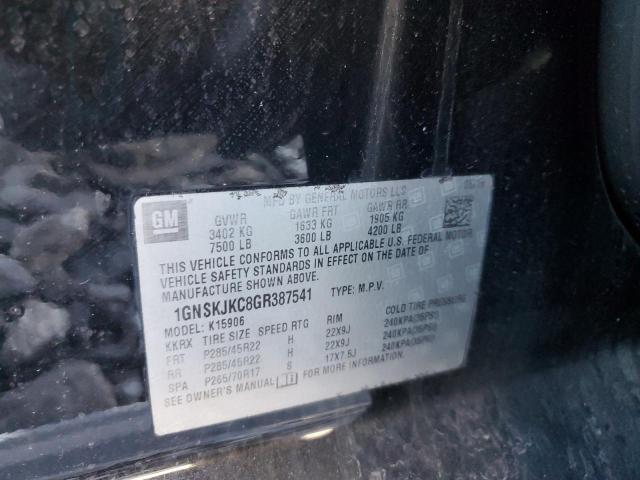 MFD BY GENERAL MOTORS LLC
GM
GVWR GAWR FRT GAWR RR
3402 KG 1633 KG 1905 KG
7500 LB 3600 LB 4200 LB
THIS VEHICLE CONFORMS TO ALL APPLICABLE U.S. FEDERAL MOTOR
VEHICLE SAFETY STANDARDS IN EFFECT ON THE DATE OF
MANUFACTURE SHOWN ABOVE.
1GNSKJKC8GR387541 TYPE: M.P.V.
MODEL: K15906
KKRX TIRE SIZE SPEED RTG RIM COLD TIRE PRESSURE
FRT P285/45R22 H 22X9J 240KPA(35PSI)
RR P285/45R22 H 22X9J 240KPA(35PSI)
SPA P265/70R17 S 17X7.5J 240KPA(35PSI)
SEE OWNER'S MANUAL FOR MORE INFORMATION.